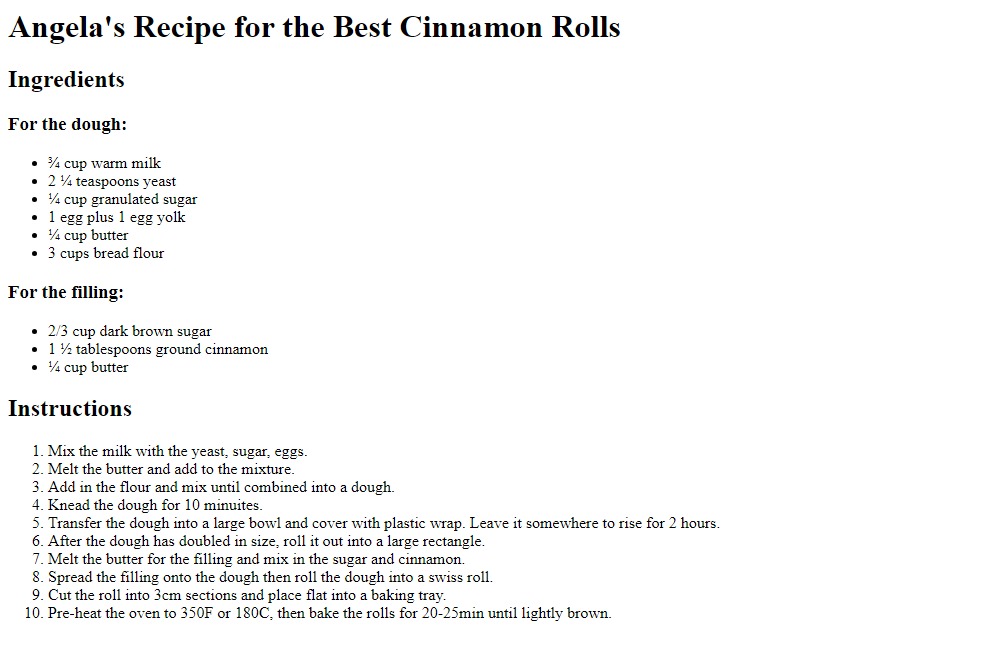 Angela's Recipe for the Best Cinnamon Rolls
Ingredients
For the dough:
• ¾ cup warm milk
• 2 ¼ teaspoons yeast
• ¼ cup granulated sugar
• 1 egg plus 1 egg yolk
• ¼ cup butter
• 3 cups bread flour
For the filling:
• 2/3 cup dark brown sugar
• 1 ½ tablespoons ground cinnamon
• ¼ cup butter
Instructions
1. Mix the milk with the yeast, sugar, eggs.
2. Melt the butter and add to the mixture.
3. Add in the flour and mix until combined into a dough.
4. Knead the dough for 10 minuites.
5. Transfer the dough into a large bowl and cover with plastic wrap. Leave it somewhere to rise for 2 hours.
6. After the dough has doubled in size, roll it out into a large rectangle.
7. Melt the butter for the filling and mix in the sugar and cinnamon.
8. Spread the filling onto the dough then roll the dough into a swiss roll.
9. Cut the roll into 3cm sections and place flat into a baking tray.
10. Pre-heat the oven to 350F or 180C, then bake the rolls for 20-25min until lightly brown.